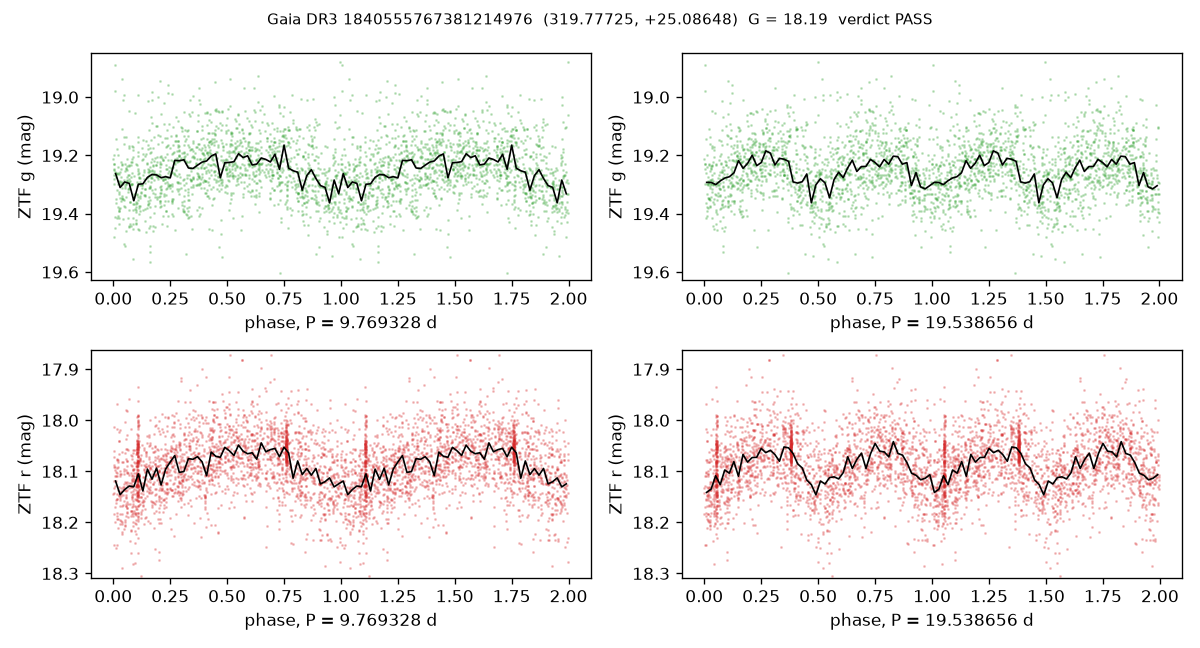 Gaia DR3 1840555767381214976 (319.77725, +25.08648) G = 18.19 verdict PASS
ZTF g (mag)
19.0
19.2
19.4
19.6
0.00 0.25 0.50 0.75 1.00 1.25 1.50 1.75 2.00
phase, P = 9.769328 d
ZTF g (mag)
19.0
19.2
19.4
19.6
0.00 0.25 0.50 0.75 1.00 1.25 1.50 1.75 2.00
phase, P = 19.538656 d
ZTF r (mag)
17.9
18.0
18.1
18.2
18.3
0.00 0.25 0.50 0.75 1.00 1.25 1.50 1.75 2.00
phase, P = 9.769328 d
ZTF r (mag)
17.9
18.0
18.1
18.2
18.3
0.00 0.25 0.50 0.75 1.00 1.25 1.50 1.75 2.00
phase, P = 19.538656 d